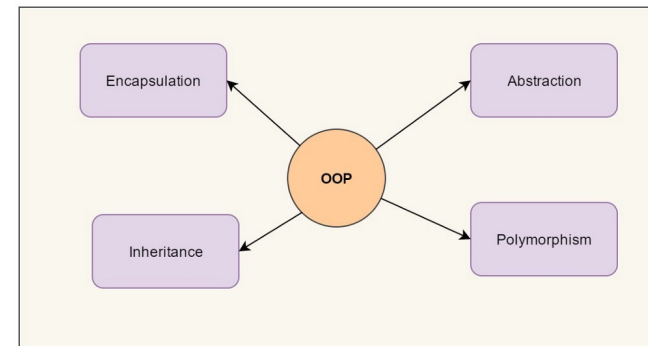 Encapsulation
Abstraction
OOP
Inheritance
Polymorphism